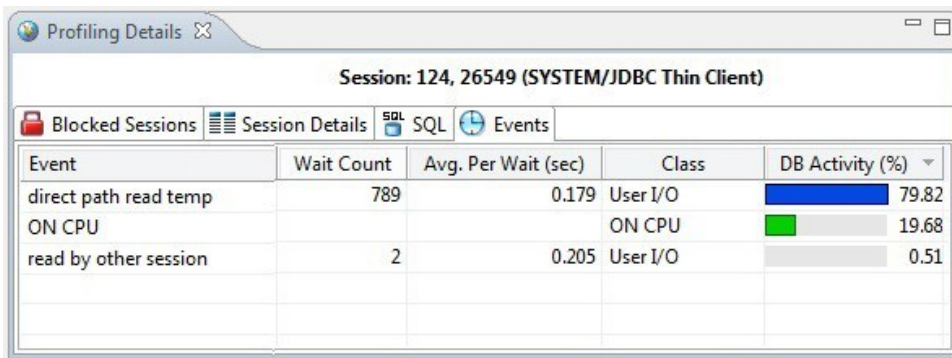 Profiling Details
Session: 124, 26549 (SYSTEM/JDBC Thin Client)
Blocked Sessions Session Details SQL SQL Events
Event Wait Count Avg. Per Wait (sec) Class DB Activity (%)
direct path read temp 789 0.179 User I/O 79.82
ON CPU ON CPU 19.68
read by other session 2 0.205 User I/O 0.51